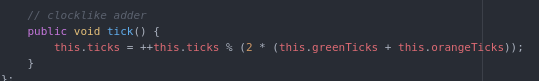 // clocklike adder
public void tick() {
this.ticks = ++this.ticks % (2 * (this.greenTicks + this.orangeTicks));
}
};